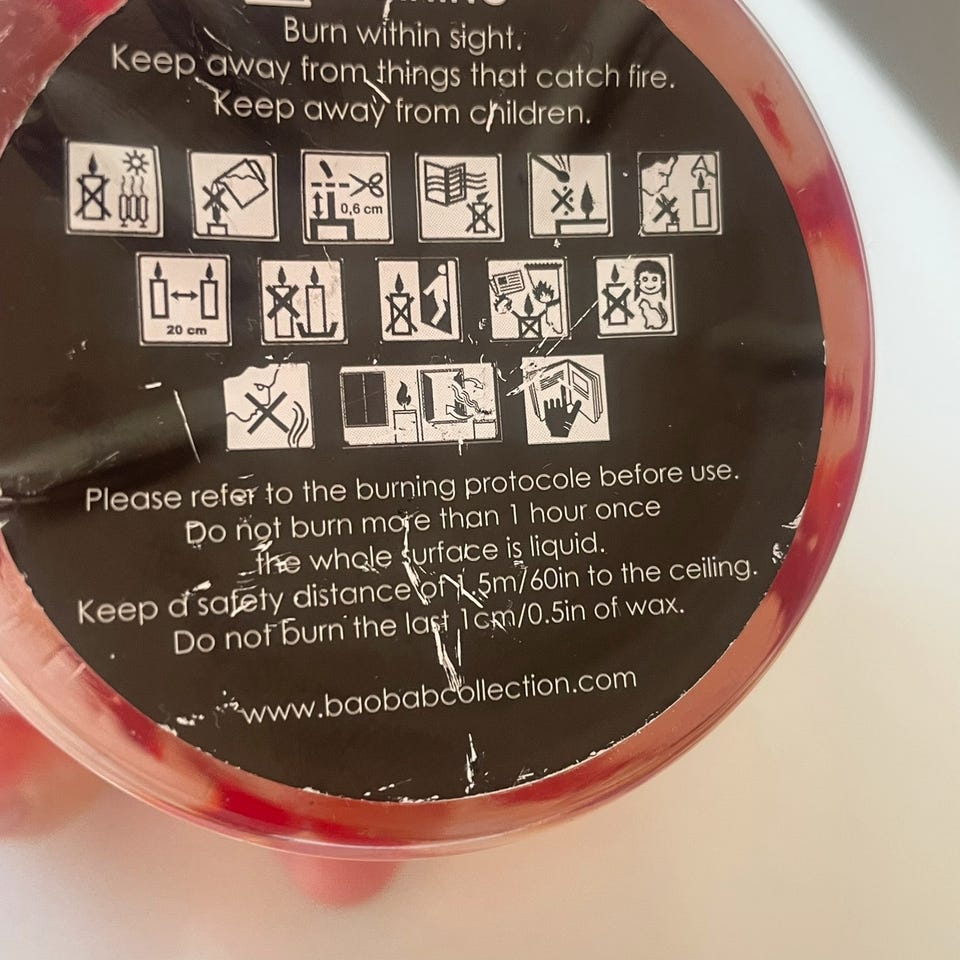 Burn within sight.
Keep away from things that catch fire.
Keep away from children.
0,6 cm
20 cm
Please refer to the burning protocole before use.
Do not burn more than 1 hour once
the whole surface is liquid.
Keep a safety distance of 1.5m/60in to the ceiling.
Do not burn the last 1cm/0.5in of wax.
www.baobabcollection.com